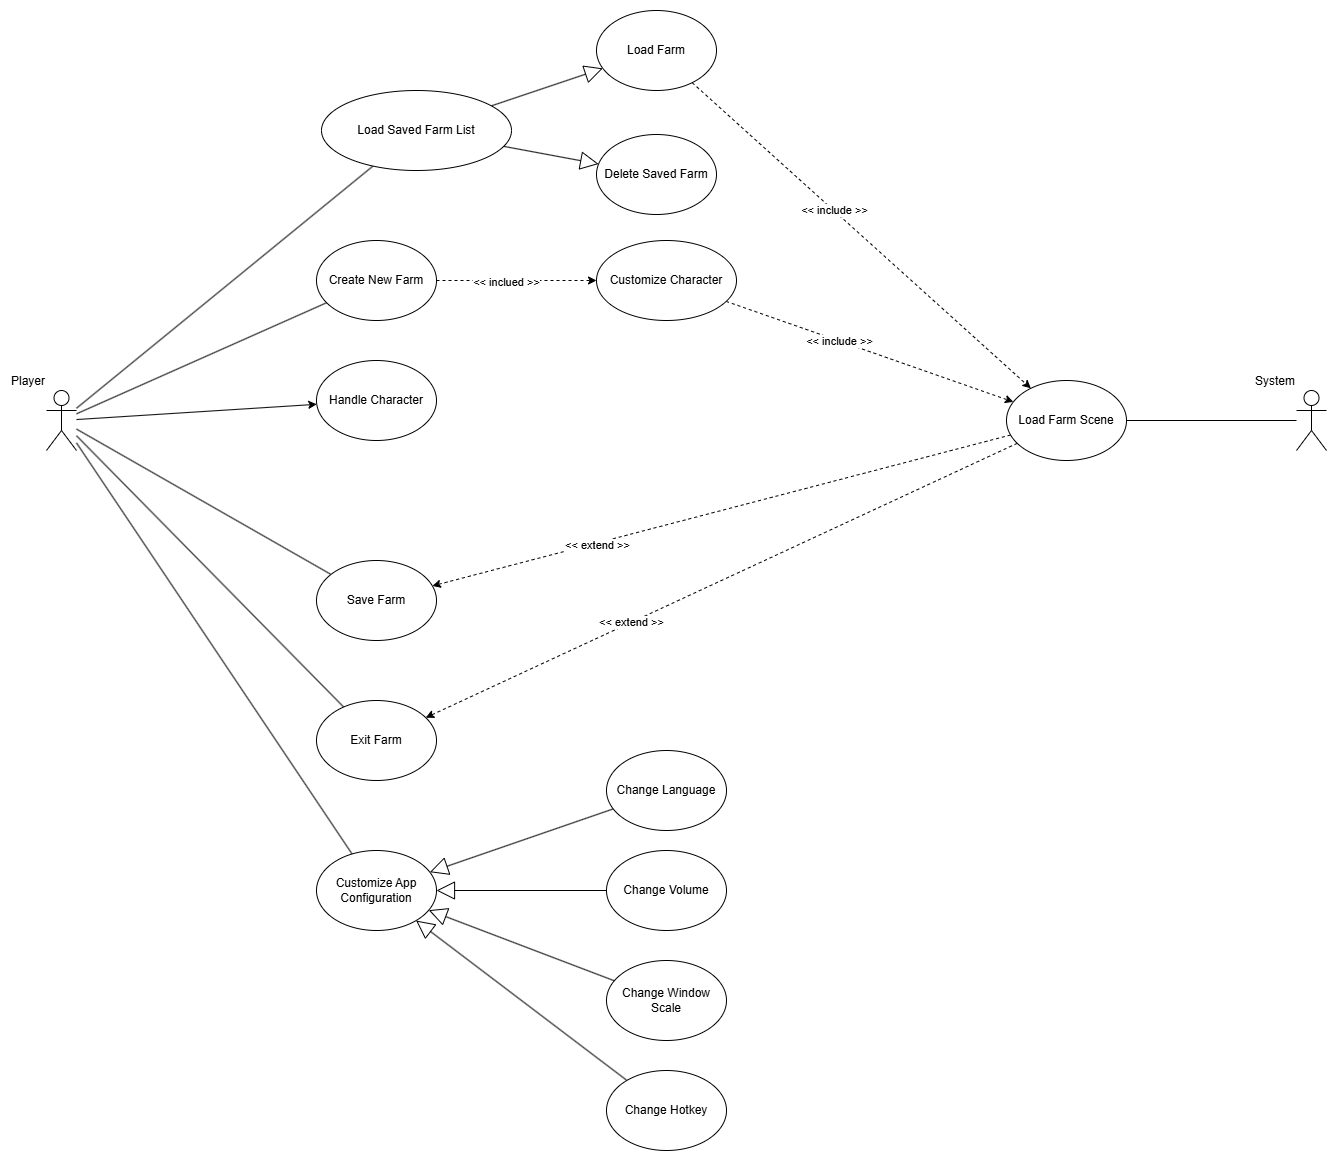 Load Farm
Load Saved Farm List
Delete Saved Farm
<< include >>
Create New Farm
<< inclued >>
Customize Character
<< include >>
Player
System
Handle Character
Load Farm Scene
<< extend >>
Save Farm
<< extend >>
Exit Farm
Change Language
Customize App
Configuration
Change Volume
Change Window
Scale
Change Hotkey